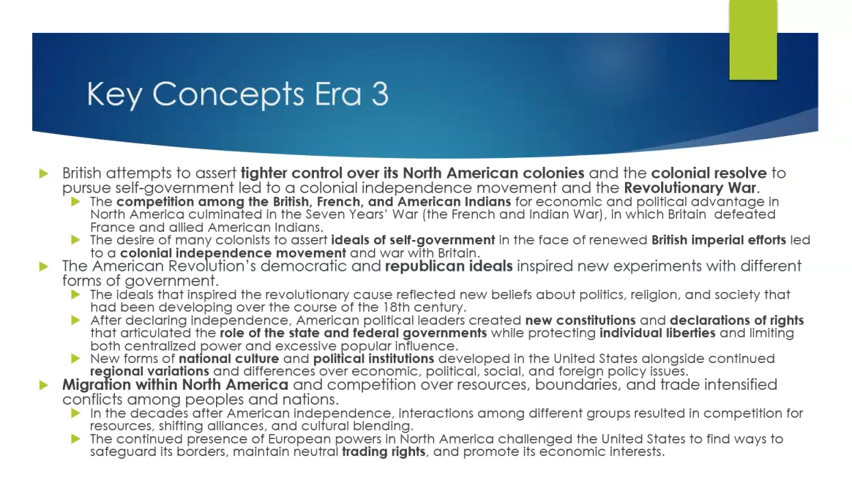 Key Concepts Era 3
British attempts to assert tighter control over its North American colonies and the colonial resolve to
pursue self-government led to a colonial independence movement and the Revolutionary War.
The competition among the British, French, and American Indians for economic and political advantage in
North America culminated in the Seven Years' War (the French and Indian War), in which Britain defeated
France and allied American Indians.
The desire of many colonists to assert ideals of self-government in the face of renewed British imperial efforts led
to a colonial independence movement and war with Britain.
The American Revolution's democratic and republican ideals inspired new experiments with different
forms of government.
The ideals that inspired the revolutionary cause reflected new beliefs about politics, religion, and society that
had been developing over the course of the 18th century.
After declaring independence, American political leaders created new constitutions and declarations of rights
that articulated the role of the state and federal governments while protecting individual liberties and limiting
both centralized power and excessive popular influence.
New forms of national culture and political institutions developed in the United States alongside continued
regional variations and differences over economic, political, social, and foreign policy issues.
Migration within North America and competition over resources, boundaries, and trade intensified
conflicts among peoples and nations.
In the decades after American independence, interactions among different groups resulted in competition for
resources, shifting alliances, and cultural blending.
The continued presence of European powers in North America challenged the United States to find ways to
safeguard its borders, maintain neutral trading rights, and promote its economic interests.